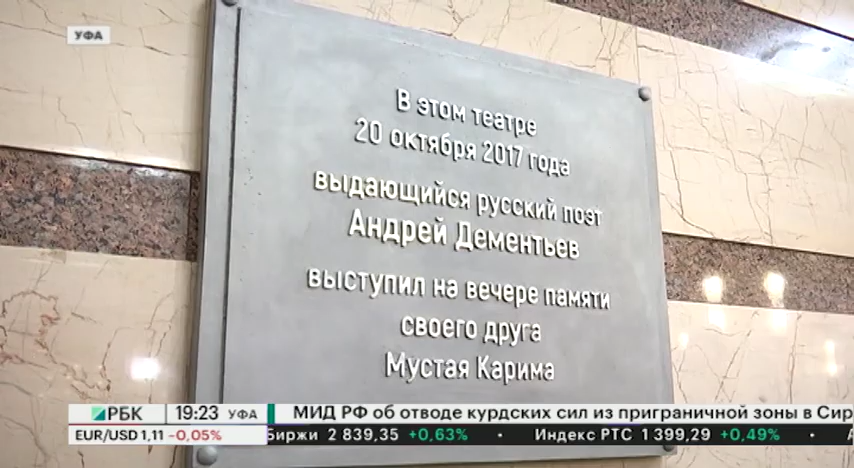 УФА
В этом театре
20 октября 2017 года
выдающийся русский поэт
Андрей Дементьев
выступил на вечере памяти
своего друга
Мустая Карима
РБК 19:23 УФА МИД РФ об отводе курдских сил из приграничной зоны в Сир
EUR/USD 1,11 -0,05% Биржи 2 839,35 +0,63% • Индекс РТС 1 399,29 +0,49% •